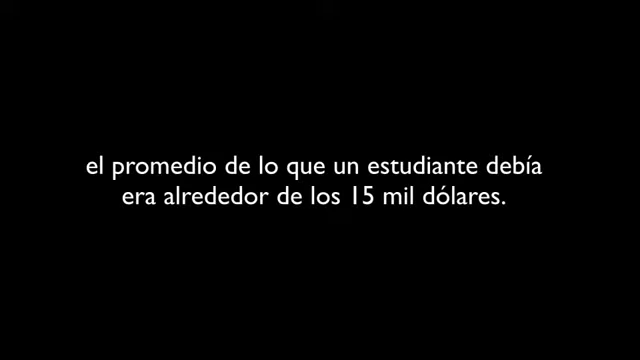 el promedio de lo que un estudiante debía
era alrededor de los 15 mil dólares.